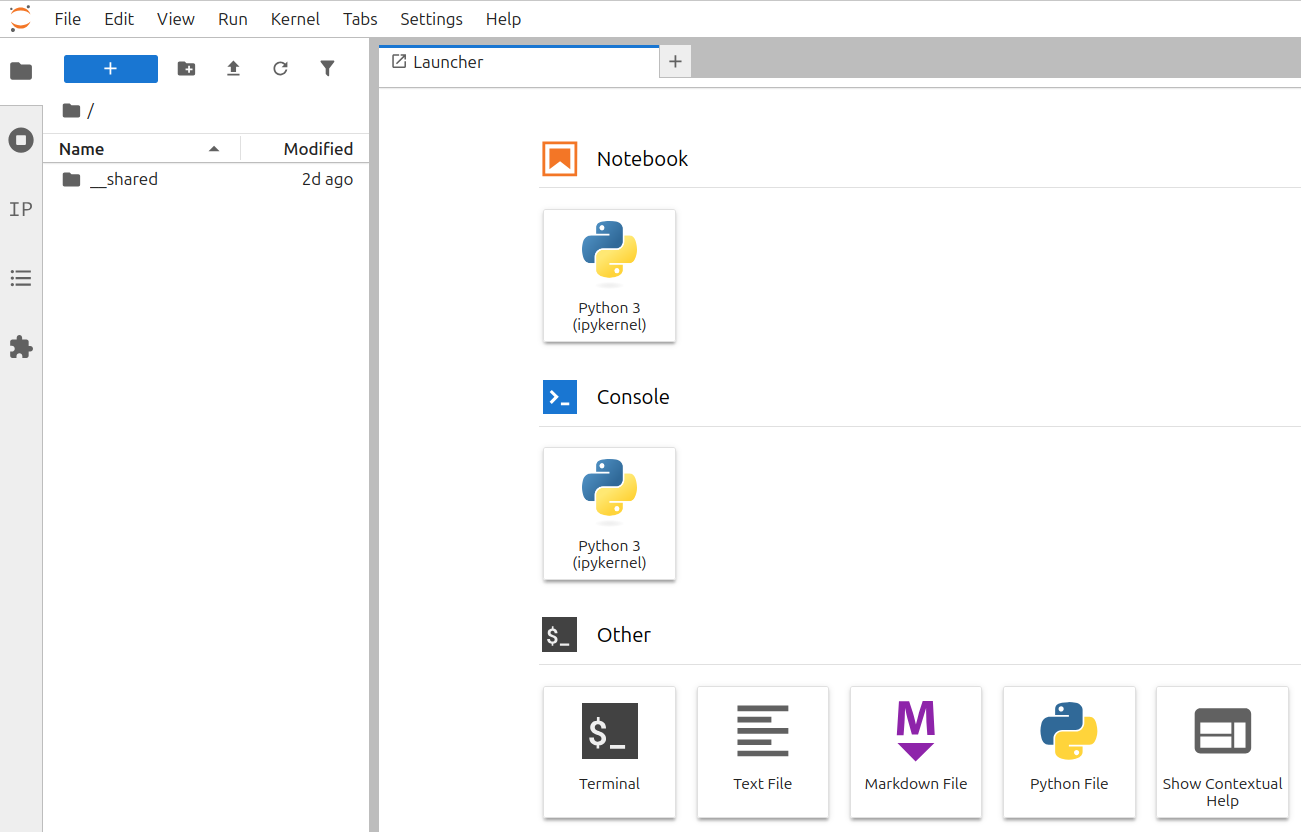 File Edit View Run Kernel Tabs Settings Help
+
/
Name Modified
__shared 2d ago
IP
Launcher +
Notebook
Python 3
(ipykernel)
>_ Console
Python 3
(ipykernel)
$_ Other
$_
Terminal
Text File
M
Markdown File
Python File
Show Contextual
Help